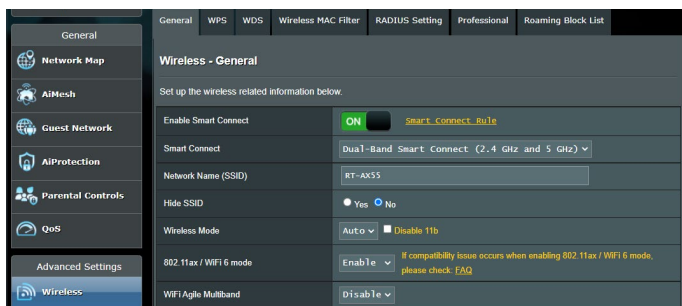 General
Network Map
AiMesh
Guest Network
AiProtection
Parental Controls
QoS
Advanced Settings
Wireless
General WPS WDS Wireless MAC Filter RADIUS Setting Professional Roaming Block List
Wireless - General
Set up the wireless related information below.
Enable Smart Connect ON Smart Connect Rule
Smart Connect Dual-Band Smart Connect (2.4 GHz and 5 GHz)
Network Name (SSID) RT-AX55
Hide SSID Yes No
Wireless Mode Auto Disable 11b
802.11ax / WiFi 6 mode Enable If compatibility issue occurs when enabling 802.11ax / WiFi 6 mode,
please check: FAQ
WiFi Agile Multiband Disable